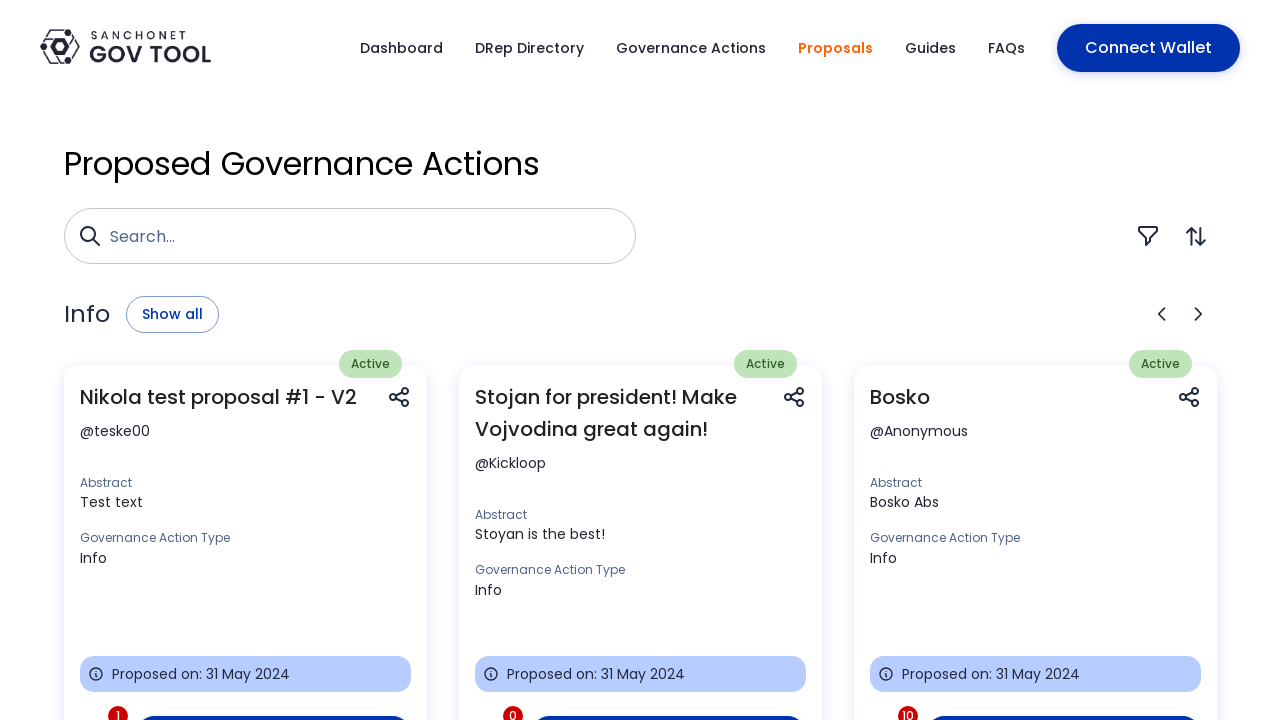 SANCHONET
GOV TOOL
Dashboard
DRep Directory
Governance Actions
Proposals
Guides
FAQs
Connect Wallet
Proposed Governance Actions
Search...
Info
Show all
Active
Nikola test proposal #1 - V2
@teske00
Abstract
Test text
Governance Action Type
Info
Proposed on: 31 May 2024
1
Active
Stojan for president! Make
Vojvodina great again!
@Kickloop
Abstract
Stoyan is the best!
Governance Action Type
Info
Proposed on: 31 May 2024
0
Active
Bosko
@Anonymous
Abstract
Bosko Abs
Governance Action Type
Info
Proposed on: 31 May 2024
10